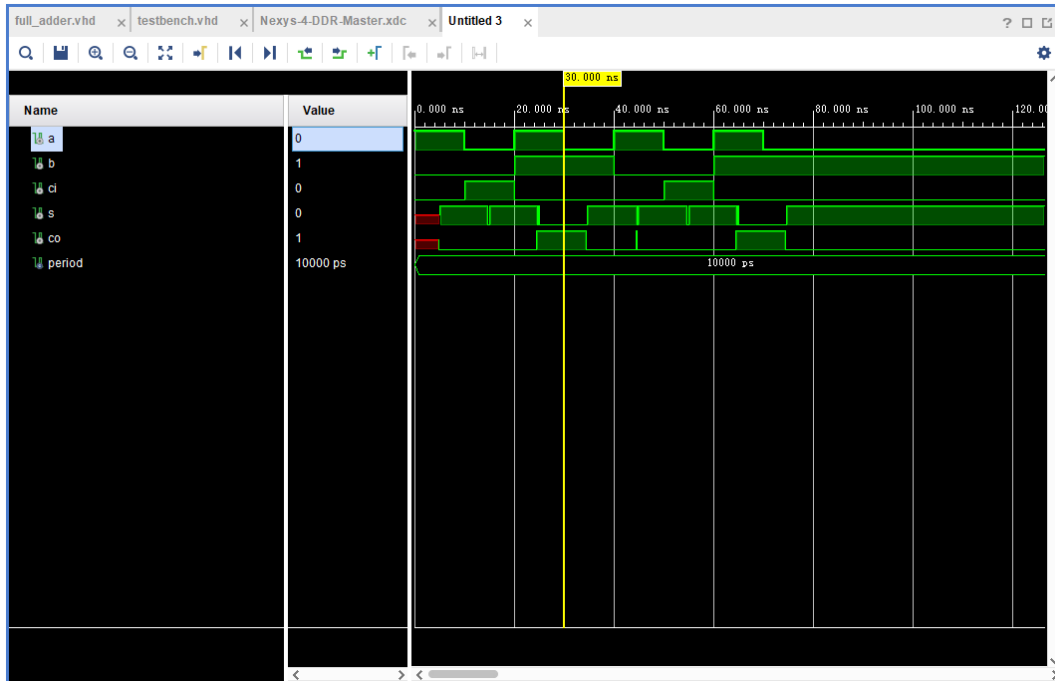 full_adder.vhd × testbench.vhd × Nexys-4-DDR-Master.xdc × Untitled 3 × ?
30.000 ns
Name Value 0.000 ns 20.000 ns 40.000 ns 60.000 ns 80.000 ns 100.000 ns 120.00
a 0
b 1
ci 0
s 0
co 1
period 10000 ps 10000 ps